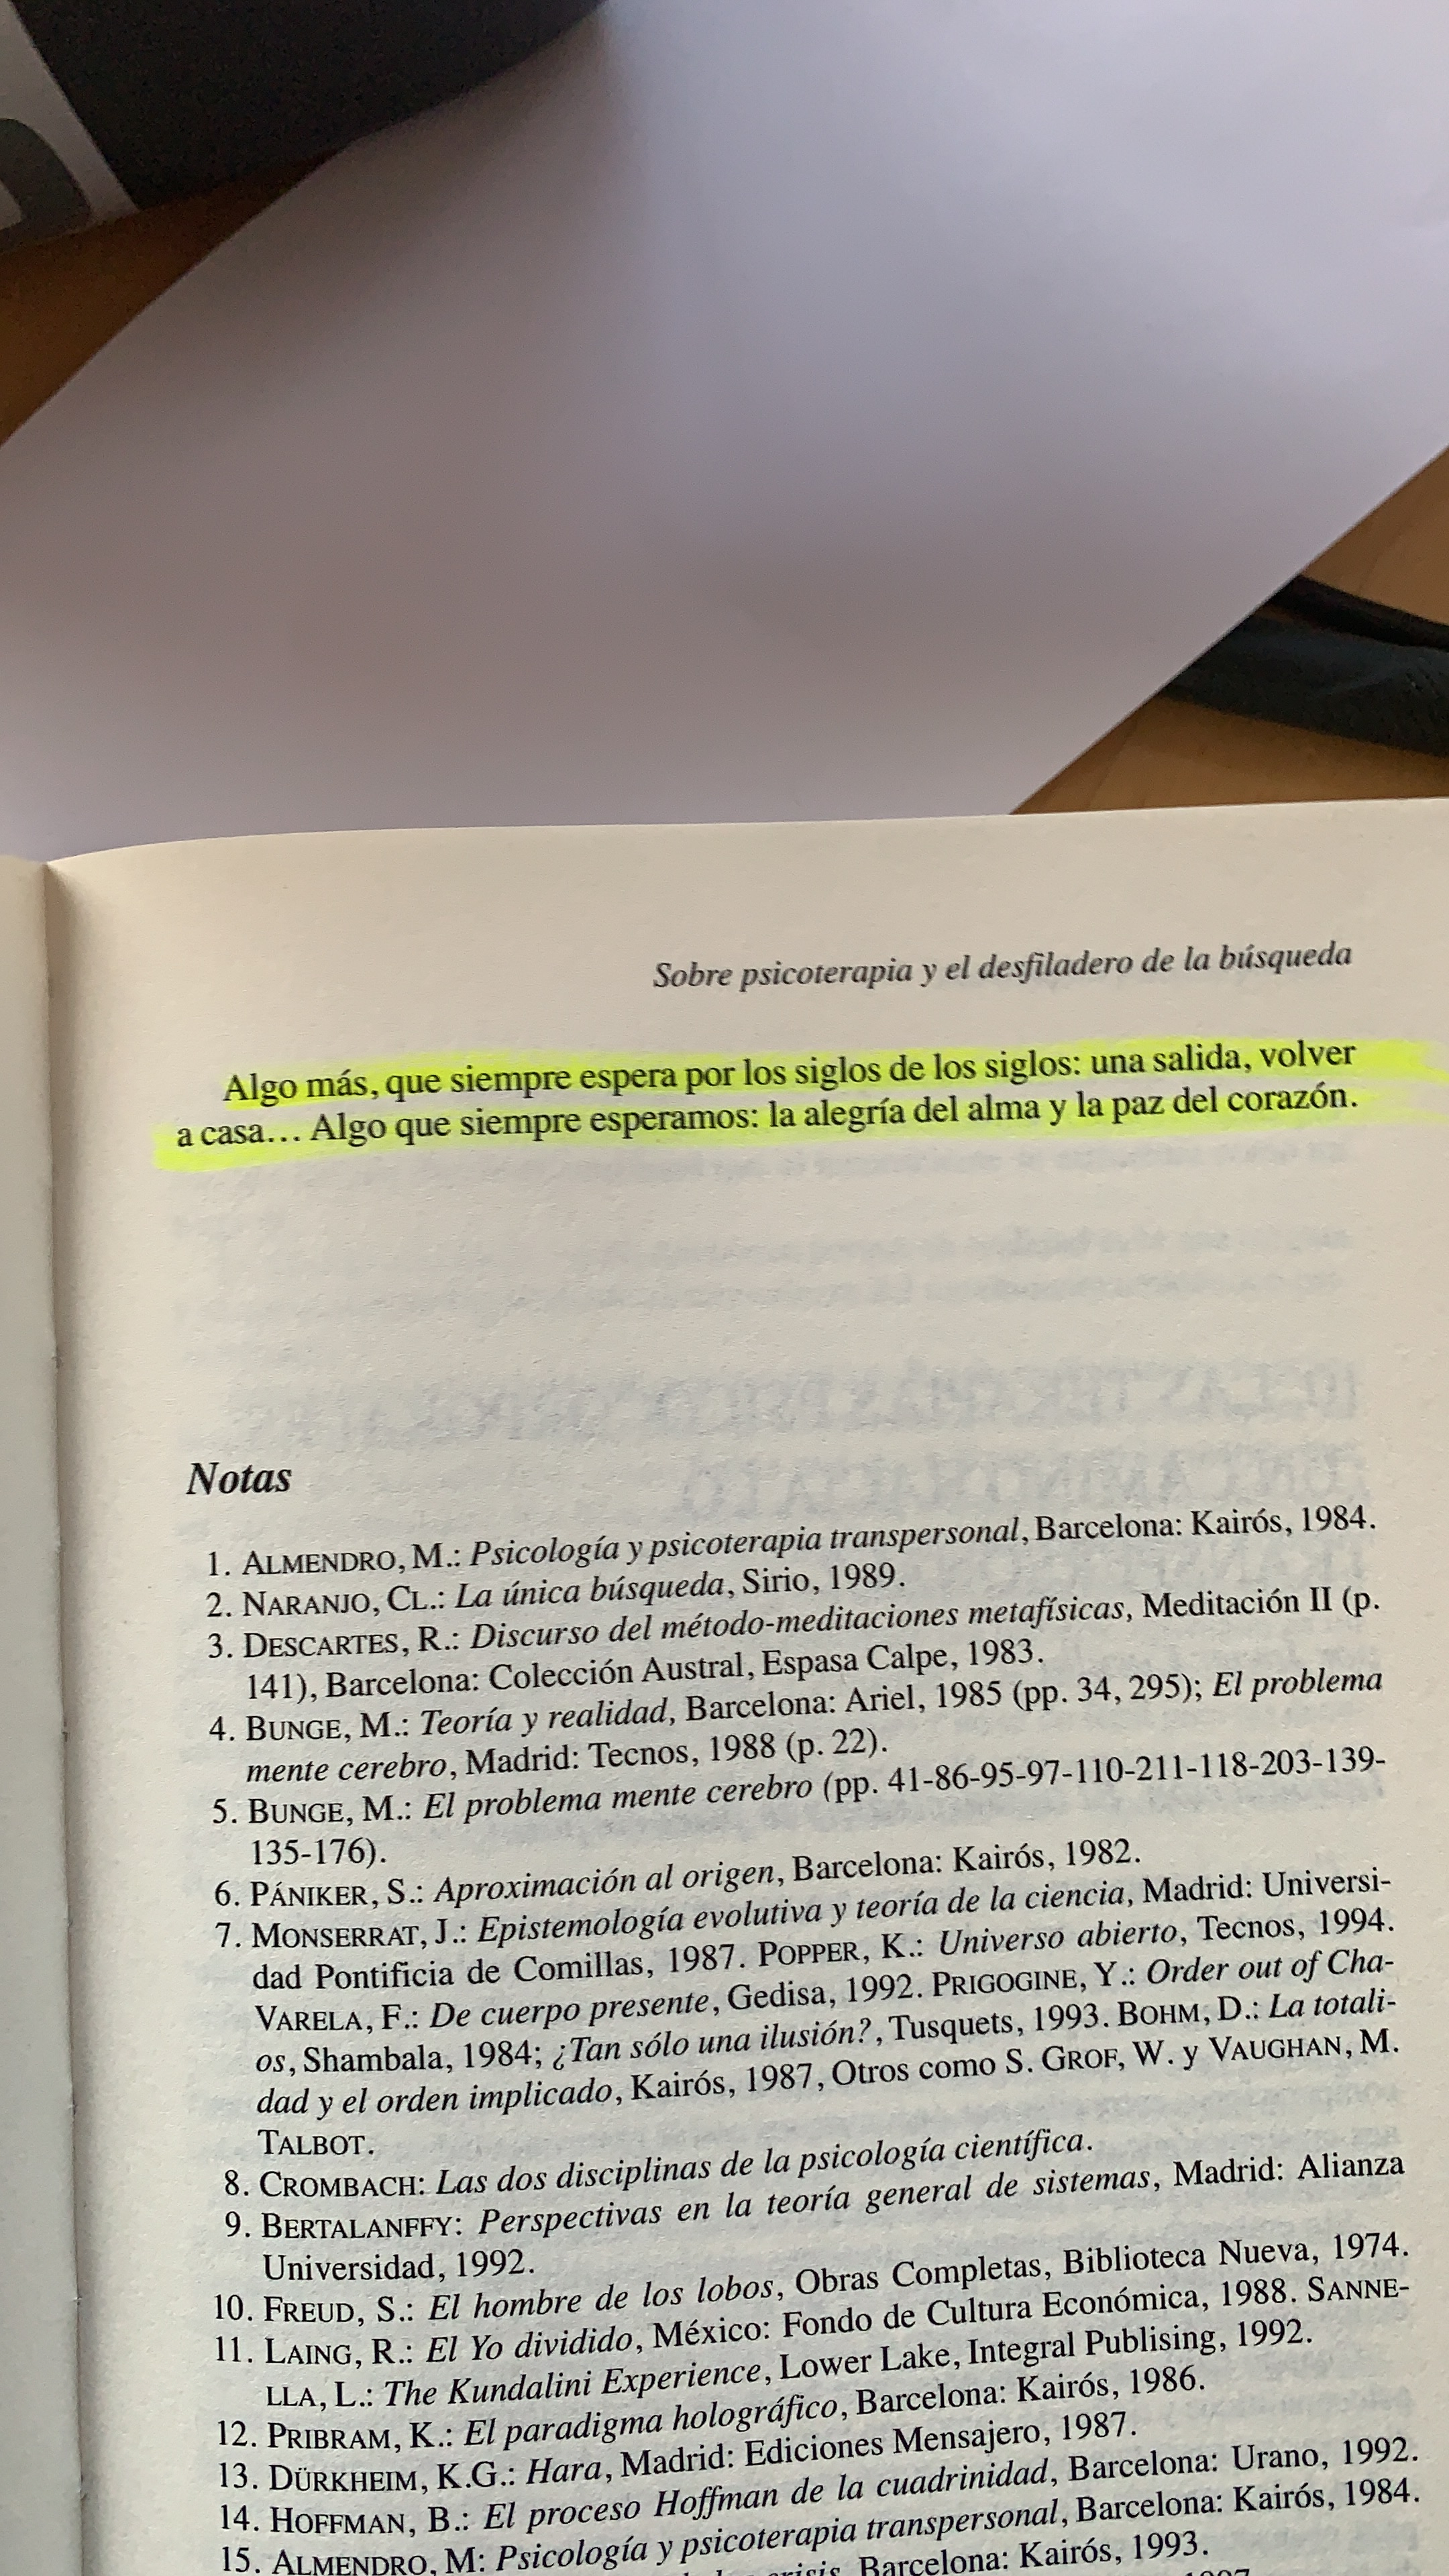 Sobre psicoterapia y el desfiladero de la búsqueda
Algo más, que siempre espera por los siglos de los siglos: una salida, volver
a casa... Algo que siempre esperamos: la alegría del alma y la paz del corazón.
Notas
1. ALMENDRO, M.: Psicología y psicoterapia transpersonal, Barcelona: Kairós, 1984.
2. NARANJO, CL.: La única búsqueda, Sirio, 1989.
3. DESCARTES, R.: Discurso del método-meditaciones metafísicas, Meditación II (p.
141), Barcelona: Colección Austral, Espasa Calpe, 1983.
4. BUNGE, M.: Teoría y realidad, Barcelona: Ariel, 1985 (pp. 34, 295); El problema
mente cerebro, Madrid: Tecnos, 1988 (p. 22).
5. BUNGE, M.: El problema mente cerebro (pp. 41-86-95-97-110-211-118-203-139-
135-176).
6. PÁNIKER, S.: Aproximación al origen, Barcelona: Kairós, 1982.
7. MONSERRAT, J.: Epistemología evolutiva y teoría de la ciencia, Madrid: Universi-
dad Pontificia de Comillas, 1987. POPPER, K.: Universo abierto, Tecnos, 1994.
VARELA, F.: De cuerpo presente, Gedisa, 1992. PRIGOGINE, Y.: Order out of Cha-
os, Shambala, 1984; ¿Tan sólo una ilusión?, Tusquets, 1993. BOHM, D.: La totali-
dad y el orden implicado, Kairós, 1987, Otros como S. GROF, W. y VAUGHAN, M.
TALBOT.
8. CROMBACH: Las dos disciplinas de la psicología científica.
9. BERTALANFFY: Perspectivas en la teoría general de sistemas, Madrid: Alianza
Universidad, 1992.
10. FREUD, S.: El hombre de los lobos, Obras Completas, Biblioteca Nueva, 1974.
11. LAING, R.: El Yo dividido, México: Fondo de Cultura Económica, 1988. SANNE-
LLA, L.: The Kundalini Experience, Lower Lake, Integral Publising, 1992.
12. PRIBRAM, K.: El paradigma holográfico, Barcelona: Kairós, 1986.
13. DÜRKHEIM, K.G.: Hara, Madrid: Ediciones Mensajero, 1987.
14. HOFFMAN, B.: El proceso Hoffman de la cuadrinidad, Barcelona: Urano, 1992.
15. ALMENDRO, M: Psicología y psicoterapia transpersonal, Barcelona: Kairós, 1984.
crisis, Barcelona: Kairós, 1993.